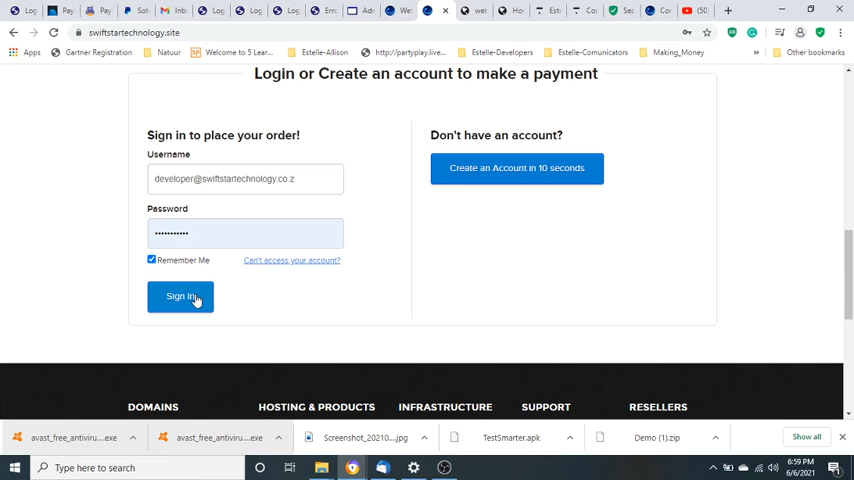 Log
Pay
Pay
Sol
Inb
Log
Log
Log
Erro
Adr
We
wel
Ho
Este
Cou
Sec
Cor
(50
swiftstartechnology.site
Apps
Gartner Registration
Natuur
Welcome to 5 Lear...
Estelle-Allison
http://partyplay.live...
Estelle-Developers
Estelle-Comunicators
Making_Money
»
Other bookmarks
Login or Create an account to make a payment
Sign in to place your order!
Don't have an account?
Username
developer@swiftstartechnology.co.z
Create an Account in 10 seconds
Password
Remember Me
Can't access your account?
Sign In
DOMAINS
HOSTING & PRODUCTS
INFRASTRUCTURE
SUPPORT
RESELLERS
avast_free_antiviru....exe
avast_free_antiviru....exe
Screenshot_20210....jpg
TestSmarter.apk
Demo (1).zip
Show all
Type here to search
6:59 PM
6/6/2021